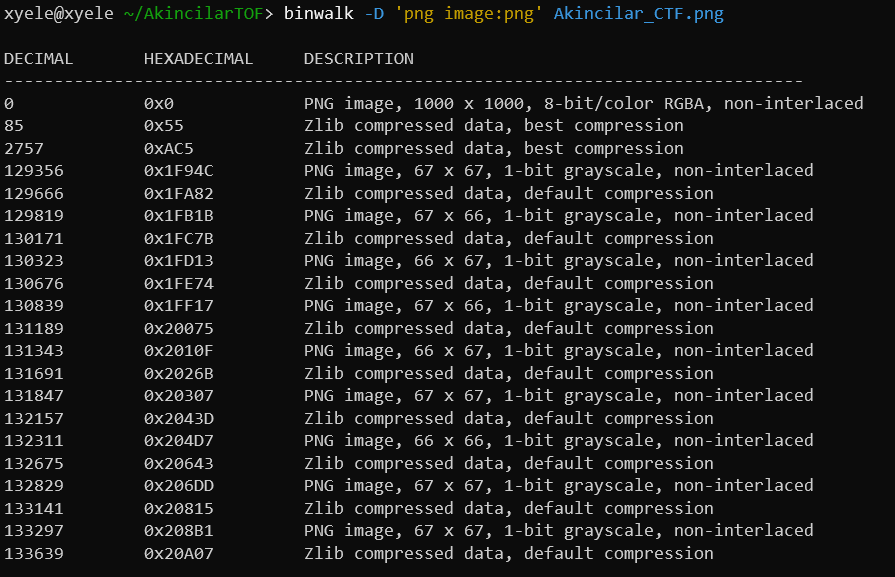 xyele@xyele ~/AkincilarTOF> binwalk -D 'png image:png' Akincilar_CTF.png
DECIMAL HEXADECIMAL DESCRIPTION
--------------------------------------------------------------------------------
0 0x0 PNG image, 1000 x 1000, 8-bit/color RGBA, non-interlaced
85 0x55 Zlib compressed data, best compression
2757 0xAC5 Zlib compressed data, best compression
129356 0x1F94C PNG image, 67 x 67, 1-bit grayscale, non-interlaced
129666 0x1FA82 Zlib compressed data, default compression
129819 0x1FB1B PNG image, 67 x 66, 1-bit grayscale, non-interlaced
130171 0x1FC7B Zlib compressed data, default compression
130323 0x1FD13 PNG image, 66 x 67, 1-bit grayscale, non-interlaced
130676 0x1FE74 Zlib compressed data, default compression
130839 0x1FF17 PNG image, 67 x 66, 1-bit grayscale, non-interlaced
131189 0x20075 Zlib compressed data, default compression
131343 0x2010F PNG image, 66 x 67, 1-bit grayscale, non-interlaced
131691 0x2026B Zlib compressed data, default compression
131847 0x20307 PNG image, 67 x 67, 1-bit grayscale, non-interlaced
132157 0x2043D Zlib compressed data, default compression
132311 0x204D7 PNG image, 66 x 66, 1-bit grayscale, non-interlaced
132675 0x20643 Zlib compressed data, default compression
132829 0x206DD PNG image, 67 x 67, 1-bit grayscale, non-interlaced
133141 0x20815 Zlib compressed data, default compression
133297 0x208B1 PNG image, 67 x 67, 1-bit grayscale, non-interlaced
133639 0x20A07 Zlib compressed data, default compression